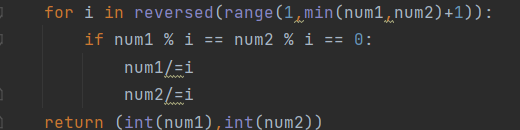 for i in reversed(range(1,min(num1,num2)+1)):
if num1 % i == num2 % i == 0:
num1/=i
num2/=i
return (int(num1),int(num2))